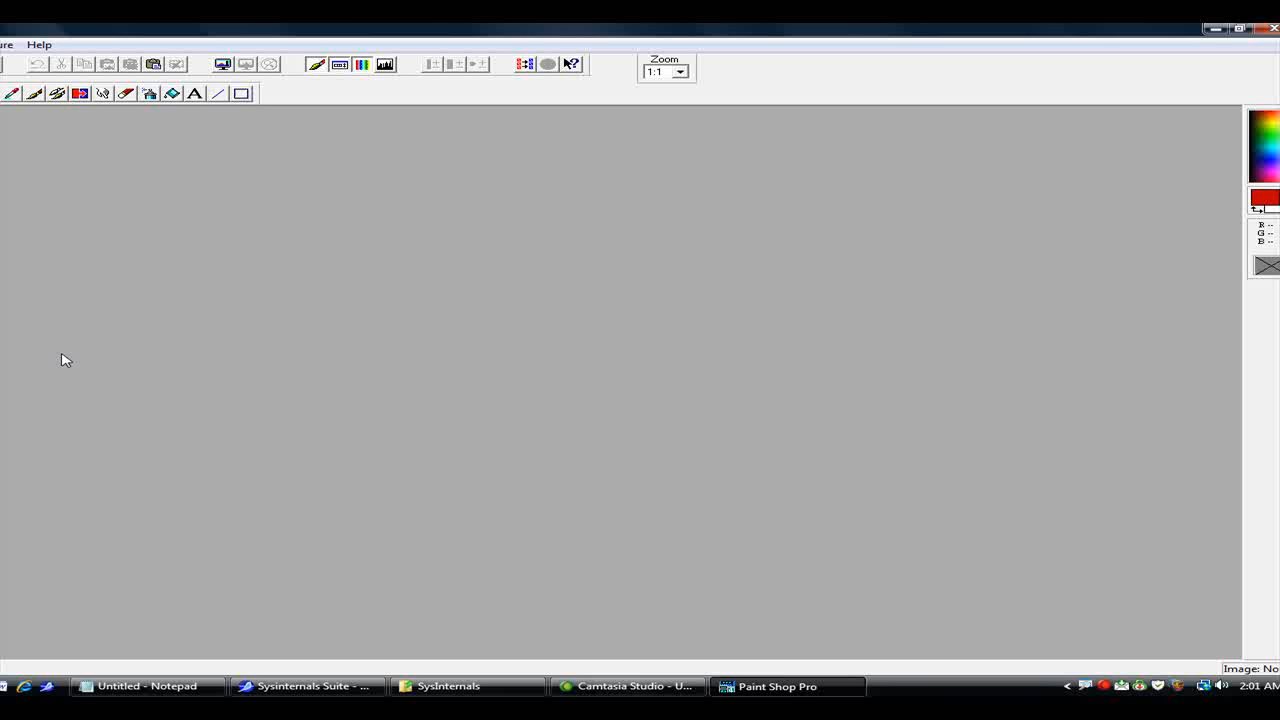 ure Help
Zoom
1:1
A
R --
G --
B --
Image: No
Untitled - Notepad
Sysinternals Suite - ...
SysInternals
Camtasia Studio - U...
Paint Shop Pro
2:01 AM